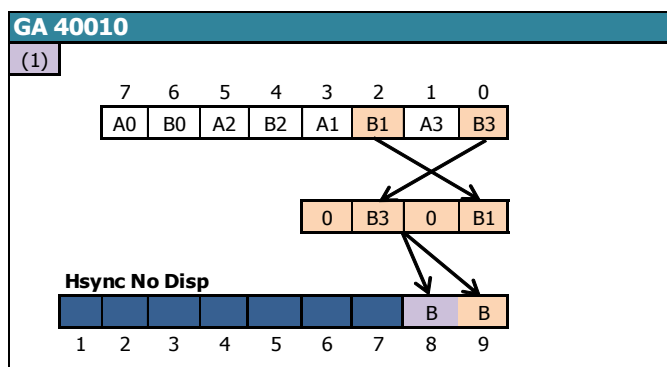 GA 40010
(1)
7 6 5 4 3 2 1 0
A0 B0 A2 B2 A1 B1 A3 B3
0 B3 0 B1
Hsync No Disp
B B
1 2 3 4 5 6 7 8 9